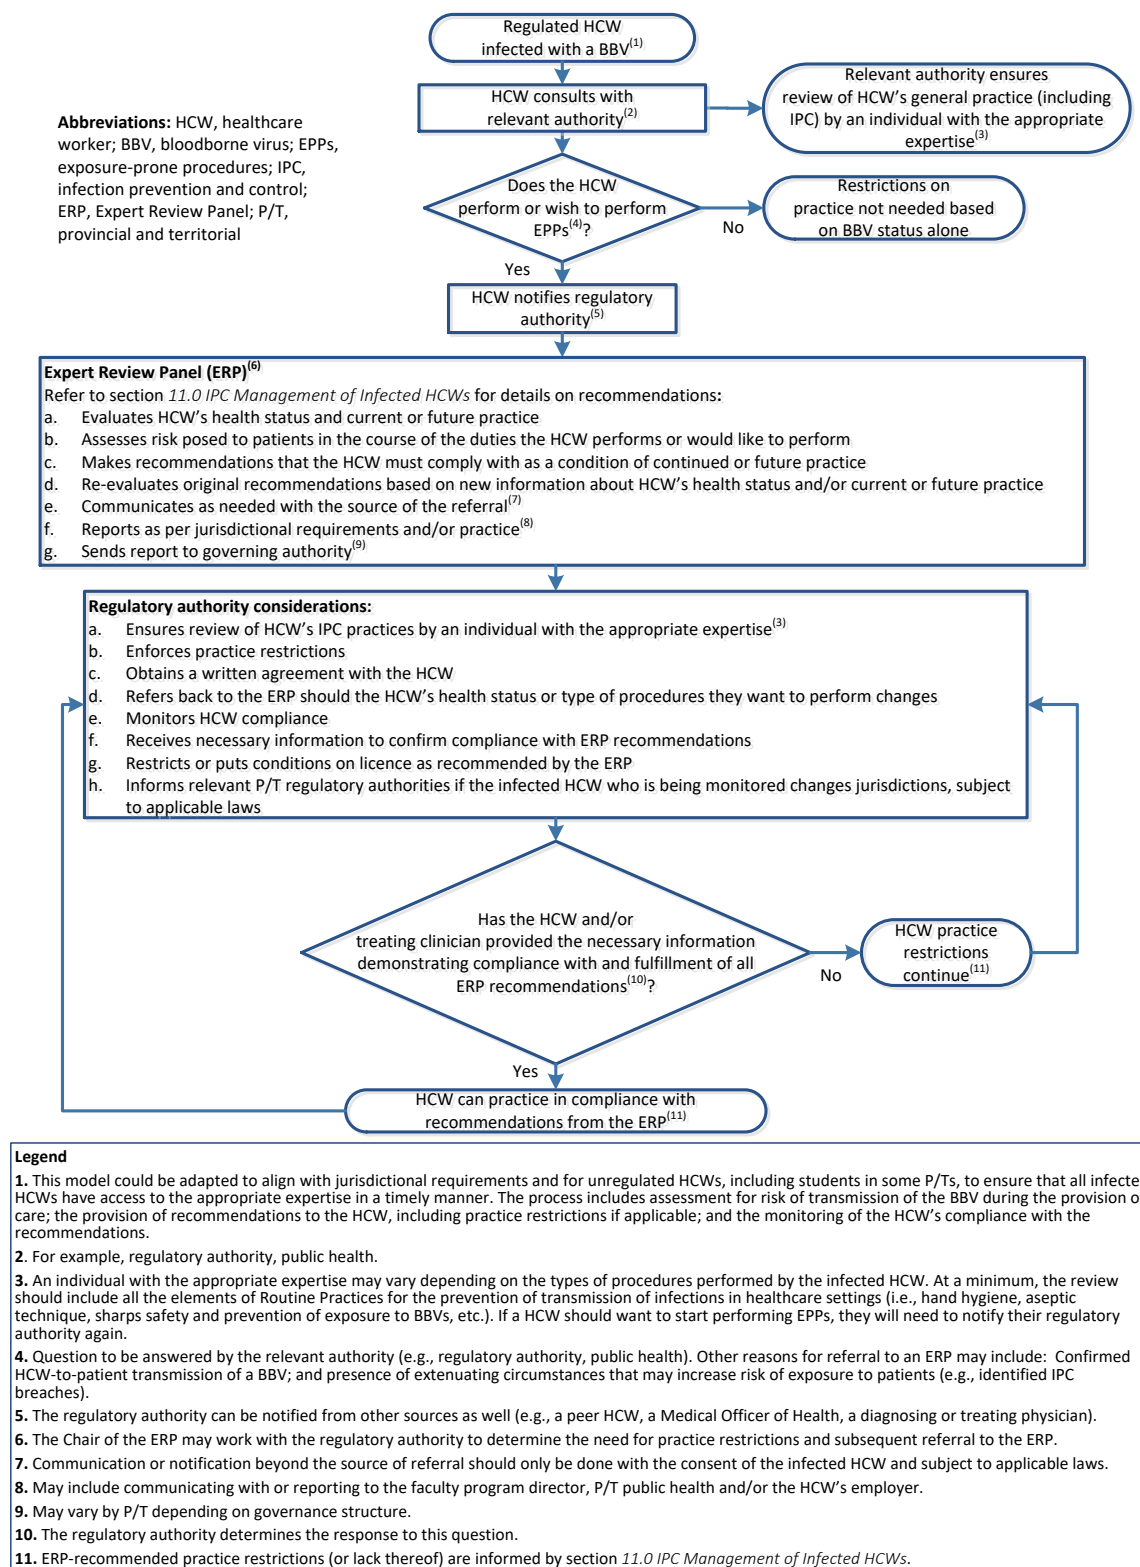 Regulated HCW
infected with a BBV(1)
HCW consults with
relevant authority(2)
Relevant authority ensures
review of HCW's general practice (including
IPC) by an individual with the appropriate
expertise(3)
Abbreviations: HCW, healthcare
worker; BBV, bloodborne virus; EPPs,
exposure-prone procedures; IPC,
infection prevention and control;
ERP, Expert Review Panel; P/T,
provincial and territorial
Does the HCW
perform or wish to perform
EPPs(4)?
No
Restrictions on
practice not needed based
on BBV status alone
Yes
HCW notifies regulatory
authority(5)
Expert Review Panel (ERP)(6)
Refer to section 11.0 IPC Management of Infected HCWs for details on recommendations:
a. Evaluates HCW's health status and current or future practice
b. Assesses risk posed to patients in the course of the duties the HCW performs or would like to perform
c. Makes recommendations that the HCW must comply with as a condition of continued or future practice
d. Re-evaluates original recommendations based on new information about HCW's health status and/or current or future practice
e. Communicates as needed with the source of the referral(7)
f. Reports as per jurisdictional requirements and/or practice(8)
g. Sends report to governing authority(9)
Regulatory authority considerations:
a. Ensures review of HCW's IPC practices by an individual with the appropriate expertise(3)
b. Enforces practice restrictions
c. Obtains a written agreement with the HCW
d. Refers back to the ERP should the HCW's health status or type of procedures they want to perform changes
e. Monitors HCW compliance
f. Receives necessary information to confirm compliance with ERP recommendations
g. Restricts or puts conditions on licence as recommended by the ERP
h. Informs relevant P/T regulatory authorities if the infected HCW who is being monitored changes jurisdictions, subject
to applicable laws
Has the HCW and/or
treating clinician provided the necessary information
demonstrating compliance with and fulfillment of all
ERP recommendations(10)?
No
HCW practice
restrictions
continue(11)
Yes
HCW can practice in compliance with
recommendations from the ERP(11)
Legend
1. This model could be adapted to align with jurisdictional requirements and for unregulated HCWs, including students in some P/Ts, to ensure that all infecte
HCWs have access to the appropriate expertise in a timely manner. The process includes assessment for risk of transmission of the BBV during the provision o
care; the provision of recommendations to the HCW, including practice restrictions if applicable; and the monitoring of the HCW's compliance with the
recommendations.
2. For example, regulatory authority, public health.
3. An individual with the appropriate expertise may vary depending on the types of procedures performed by the infected HCW. At a minimum, the review
should include all the elements of Routine Practices for the prevention of transmission of infections in healthcare settings (i.e., hand hygiene, aseptic
technique, sharps safety and prevention of exposure to BBVs, etc.). If a HCW should want to start performing EPPs, they will need to notify their regulatory
authority again.
4. Question to be answered by the relevant authority (e.g., regulatory authority, public health). Other reasons for referral to an ERP may include: Confirmed
HCW-to-patient transmission of a BBV; and presence of extenuating circumstances that may increase risk of exposure to patients (e.g., identified IPC
breaches).
5. The regulatory authority can be notified from other sources as well (e.g., a peer HCW, a Medical Officer of Health, a diagnosing or treating physician).
6. The Chair of the ERP may work with the regulatory authority to determine the need for practice restrictions and subsequent referral to the ERP.
7. Communication or notification beyond the source of referral should only be done with the consent of the infected HCW and subject to applicable laws.
8. May include communicating with or reporting to the faculty program director, P/T public health and/or the HCW's employer.
9. May vary by P/T depending on governance structure.
10. The regulatory authority determines the response to this question.
11. ERP-recommended practice restrictions (or lack thereof) are informed by section 11.0 IPC Management of Infected HCWs.